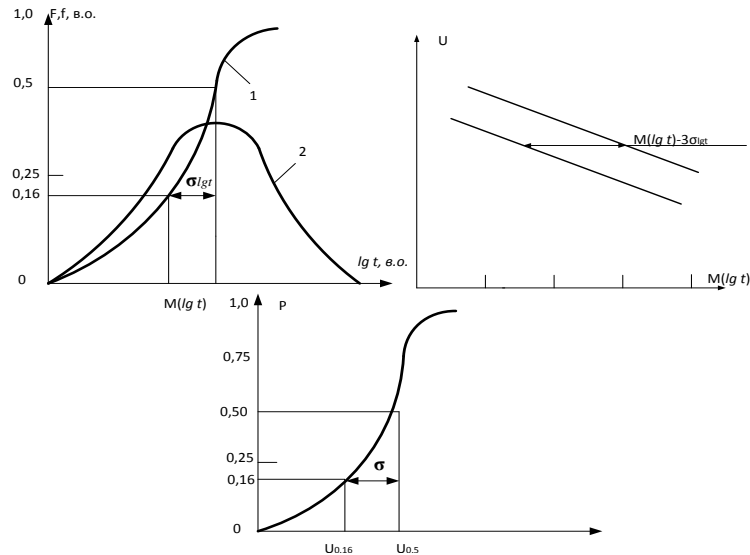 1,0
F,f, в.о.
0,5
1
2
0,25
0,16
σlgt
0
lg t, в.о.
M(lg t)
U
M(lg t)-3σlgt
M(lg t)
1,0
P
0,75
0,50
0,25
0,16
σ
0
U0.16
U0.5